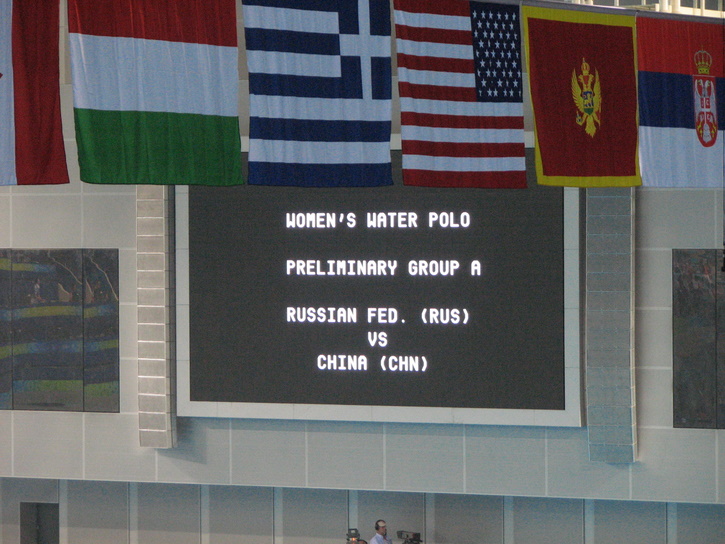 WOMEN'S WATER POLO
PRELIMINARY GROUP A
RUSSIAN FED. (RUS)
VS
CHINA (CHN)